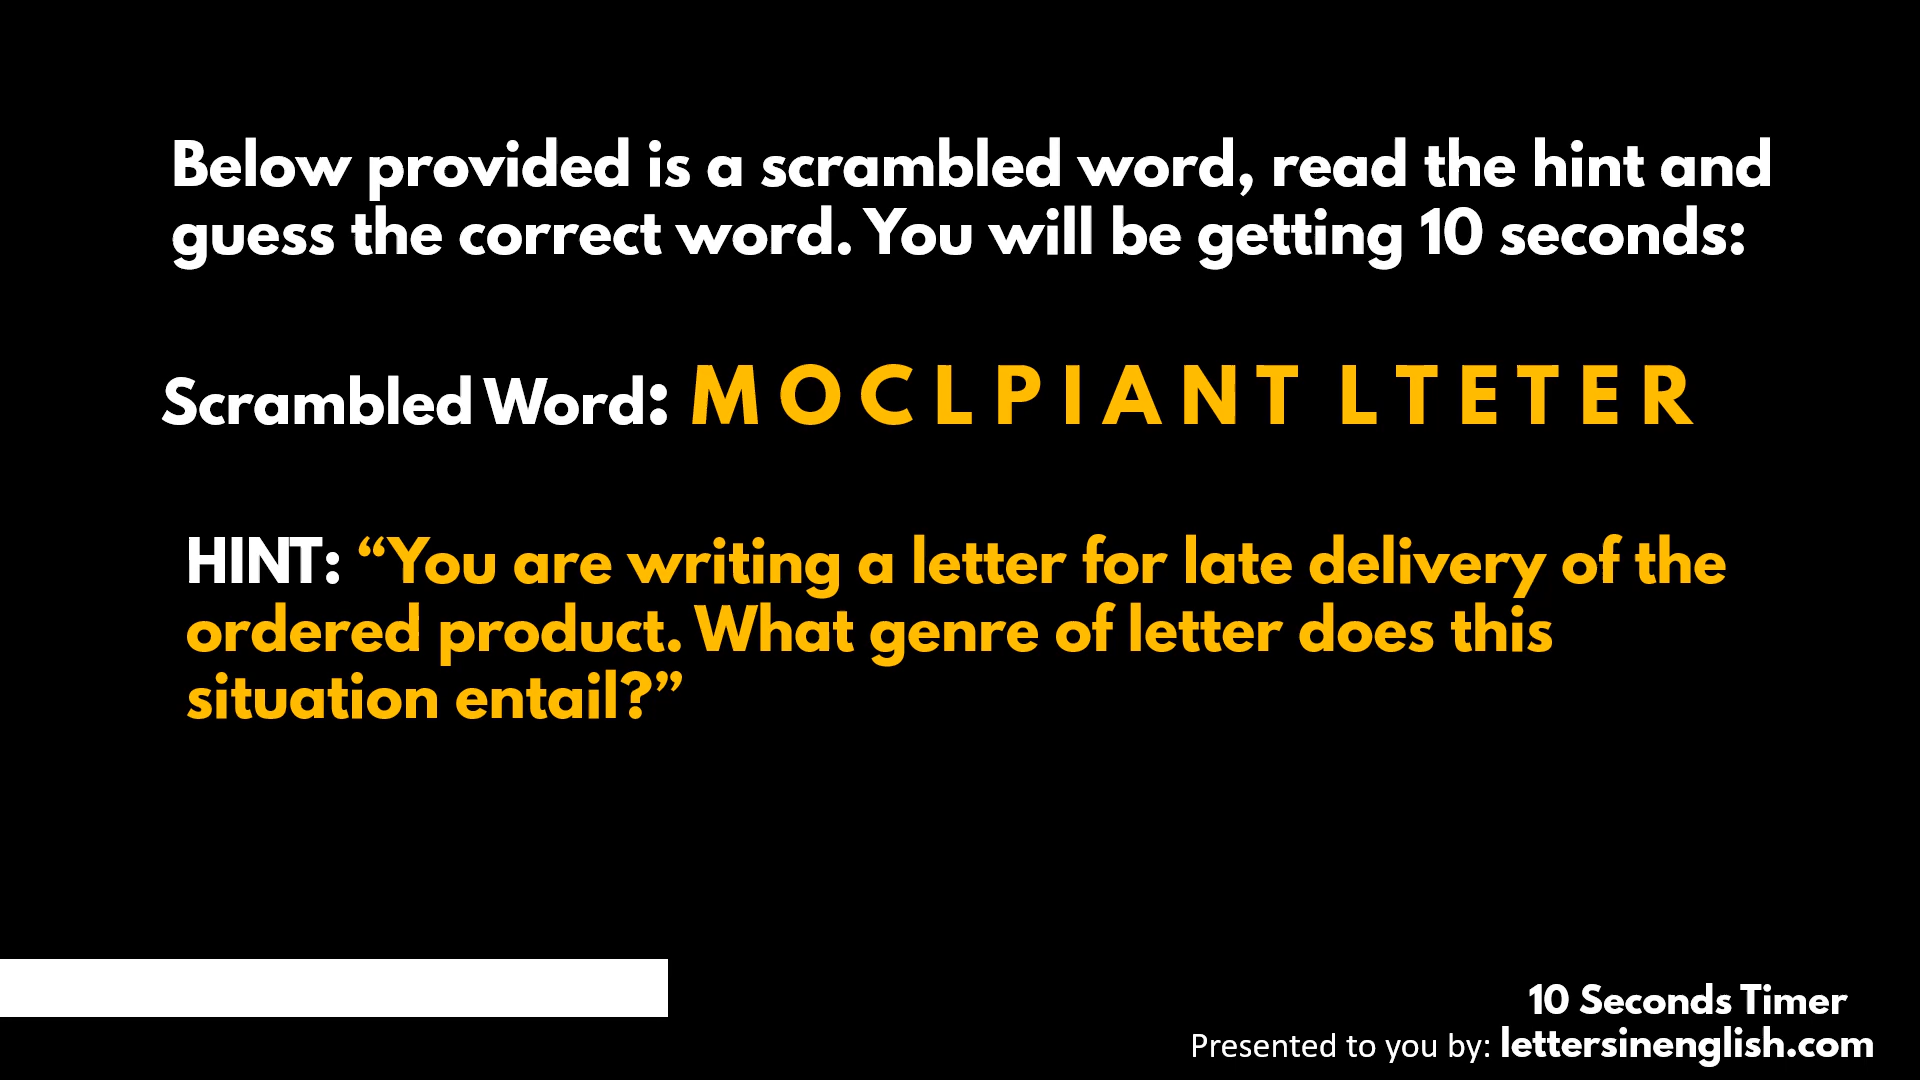 Below provided is a scrambled word, read the hint and
guess the correct word. You will be getting 10 seconds:
Scrambled Word: M O C L P I A N T L T E T E R
HINT: “You are writing a letter for late delivery of the
ordered product. What genre of letter does this
situation entail?”
10 Seconds Timer
Presented to you by: lettersinenglish.com